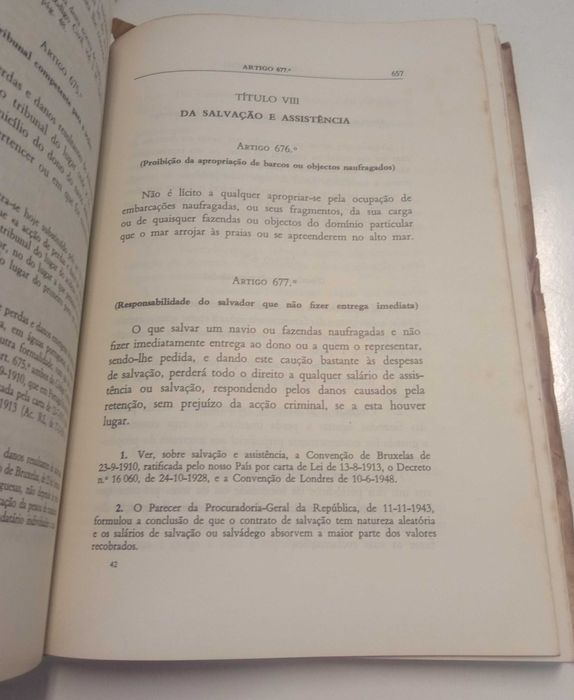 ARTIGO 675.º
ARTIGO 677.º
657
TÍTULO VIII
DA SALVAÇÃO E ASSISTÊNCIA
ARTIGO 676.º
(Proibição da apropriação de barcos ou objectos naufragados)
Não é lícito a qualquer apropriar-se pela ocupação de
embarcações naufragadas, ou seus fragmentos, da sua carga
ou de quaisquer fazendas ou objectos do domínio particular
que o mar arrojar às praias ou se apreenderem no alto mar.
ARTIGO 677.º
(Responsabilidade do salvador que não fizer entrega imediata)
O que salvar um navio ou fazendas naufragadas e não
fizer imediatamente entrega ao dono ou a quem o representar,
sendo-lhe pedida, e dando este caução bastante às despesas
de salvação, perderá todo o direito a qualquer salário de assis-
tência ou salvação, respondendo pelos danos causados pela
retenção, sem prejuízo da acção criminal, se a esta houver
lugar.
1. Ver, sobre salvação e assistência, a Convenção de Bruxelas de
23-9-1910, ratificada pelo nosso País por carta de Lei de 13-8-1913, o Decreto
n.º 16 060, de 24-10-1928, e a Convenção de Londres de 10-6-1948.
2. O Parecer da Procuradoria-Geral da República, de 11-11-1943,
formulou a conclusão de que o contrato de salvação tem natureza aleatória
e os salários de salvação ou salvádego absorvem a maior parte dos valores
recobrados.
42